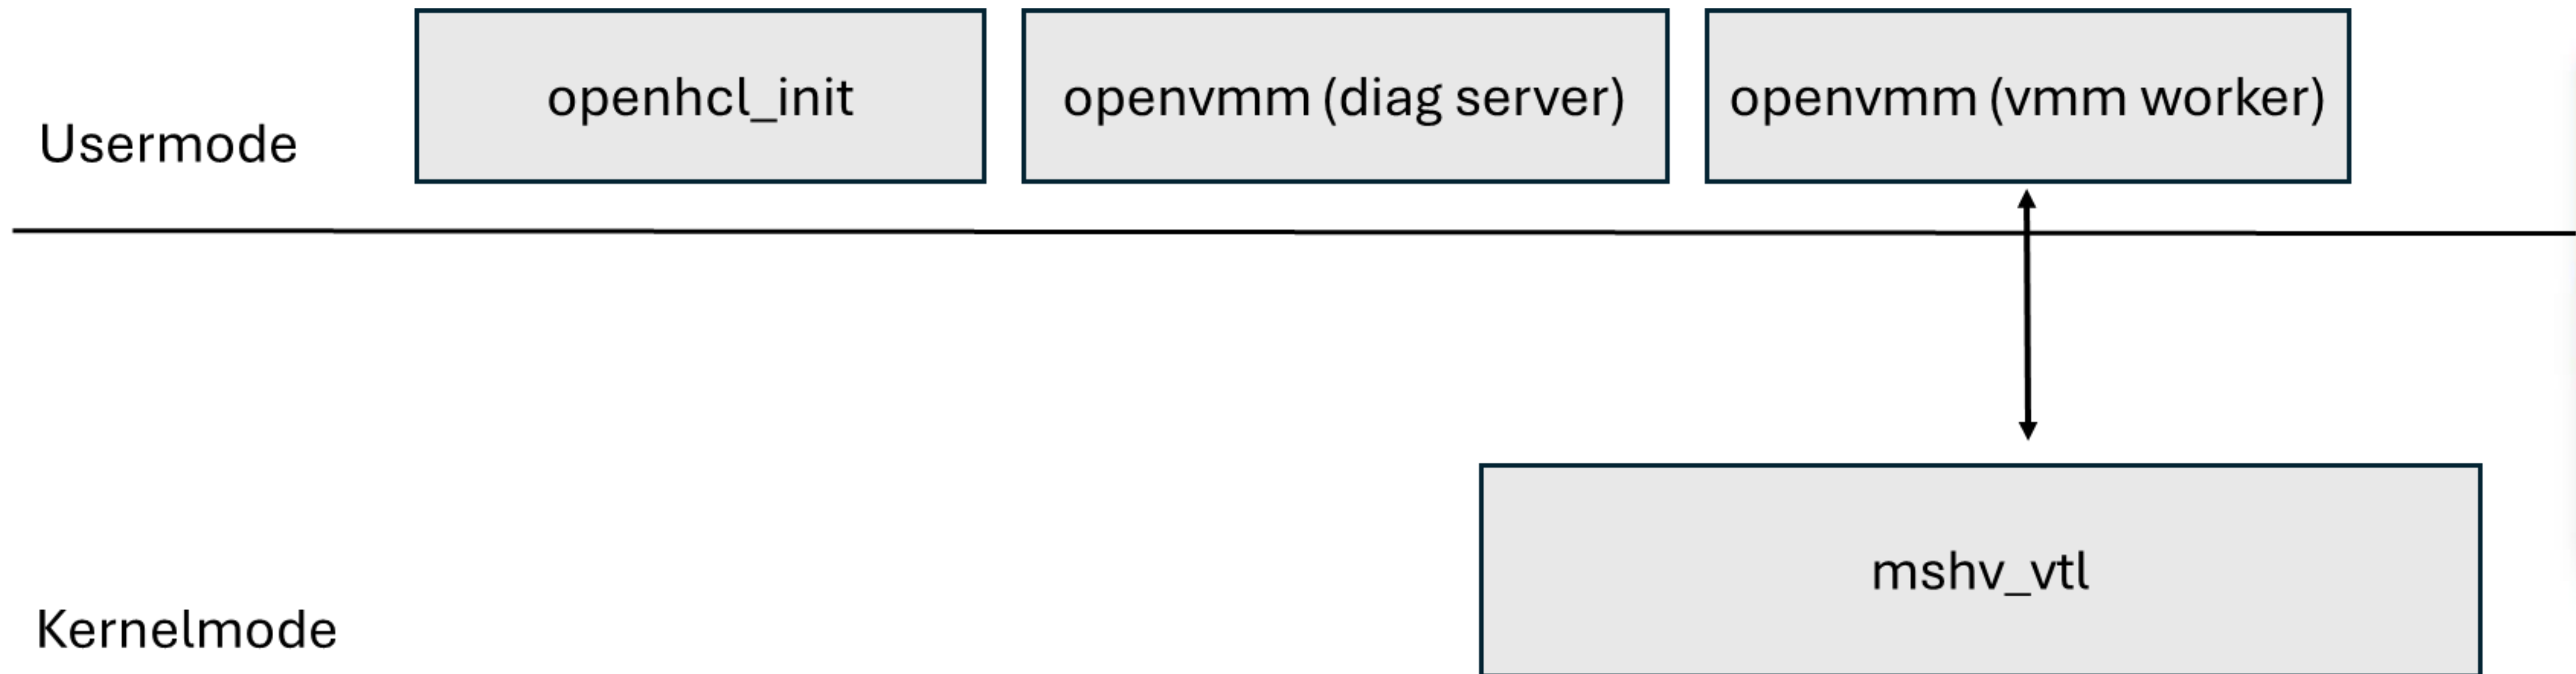 openhcl_init
openvmm (diag server)
openvmm (vmm worker)
Usermode
mshv_vtl
Kernelmode